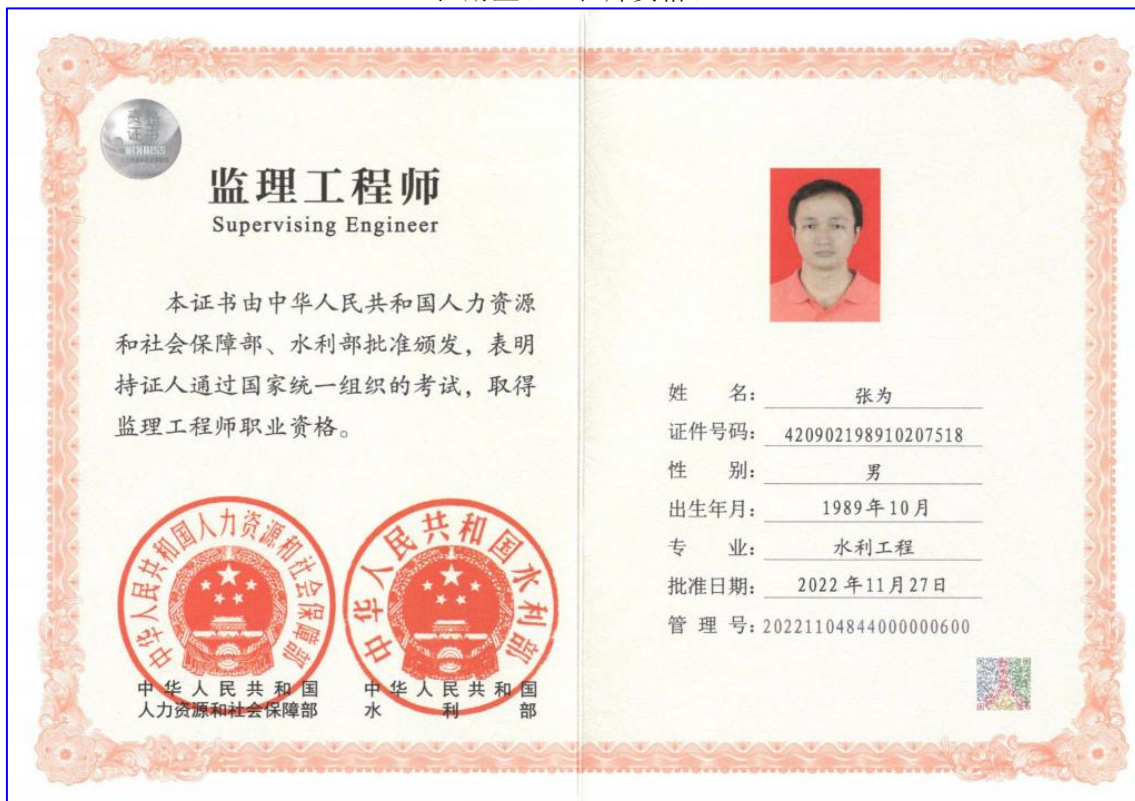 资格
证书
监理工程师
Supervising Engineer
本证书由中华人民共和国人力资源
和社会保障部、水利部批准颁发，表明
持证人通过国家统一组织的考试，取得
监理工程师职业资格。
中华人民共和国人力资源和社会保障部
中华人民共和国水利部
中华人民共和国
人力资源和社会保障部
中华人民共和国
水利部
姓 名： 张为
证件号码： 420902198910207518
性 别： 男
出生年月： 1989年10月
专 业： 水利工程
批准日期： 2022年11月27日
管 理 号：20221104844000000600